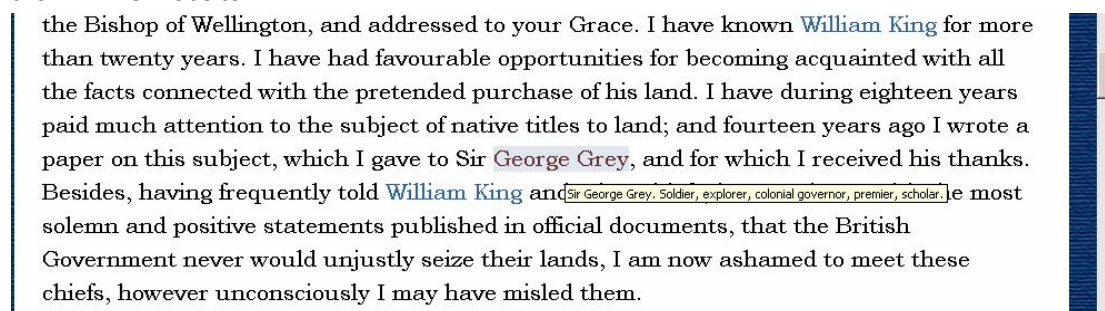 the Bishop of Wellington, and addressed to your Grace. I have known William King for more
than twenty years. I have had favourable opportunities for becoming acquainted with all
the facts connected with the pretended purchase of his land. I have during eighteen years
paid much attention to the subject of native titles to land; and fourteen years ago I wrote a
paper on this subject, which I gave to Sir George Grey, and for which I received his thanks.
Besides, having frequently told William King and most
Sir George Grey. Soldier, explorer, colonial governor, premier, scholar.
solemn and positive statements published in official documents, that the British
Government never would unjustly seize their lands, I am now ashamed to meet these
chiefs, however unconsciously I may have misled them.